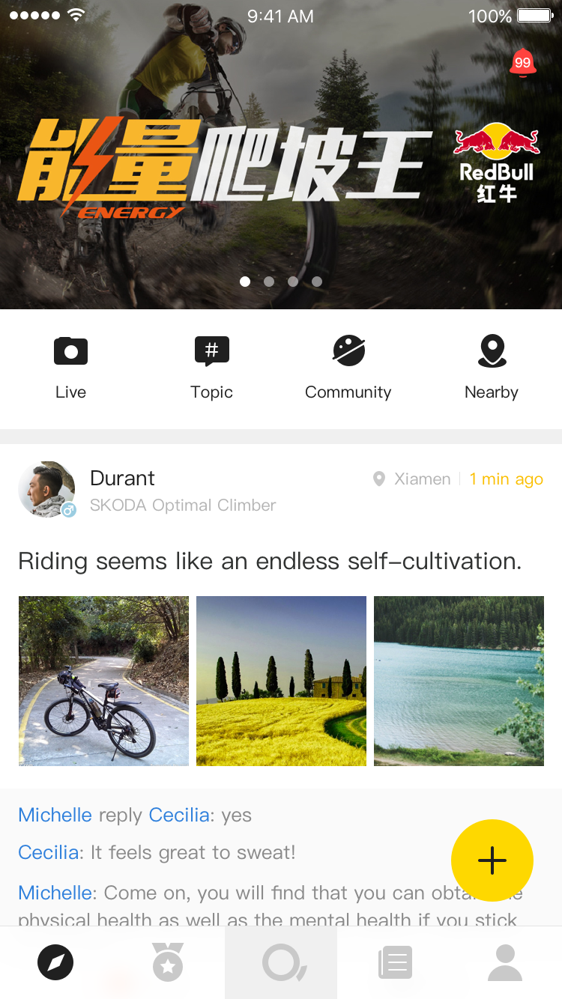 9:41 AM
100%
99
能量爬坡王
ENERGY
RedBull
红牛
Live
Topic
Community
Nearby
Durant
Xiamen
1 min ago
SKODA Optimal Climber
Riding seems like an endless self-cultivation.
Michelle reply Cecilia: yes
Cecilia: It feels great to sweat!
Michelle: Come on, you will find that you can
physical health as well as the mental health if you stick